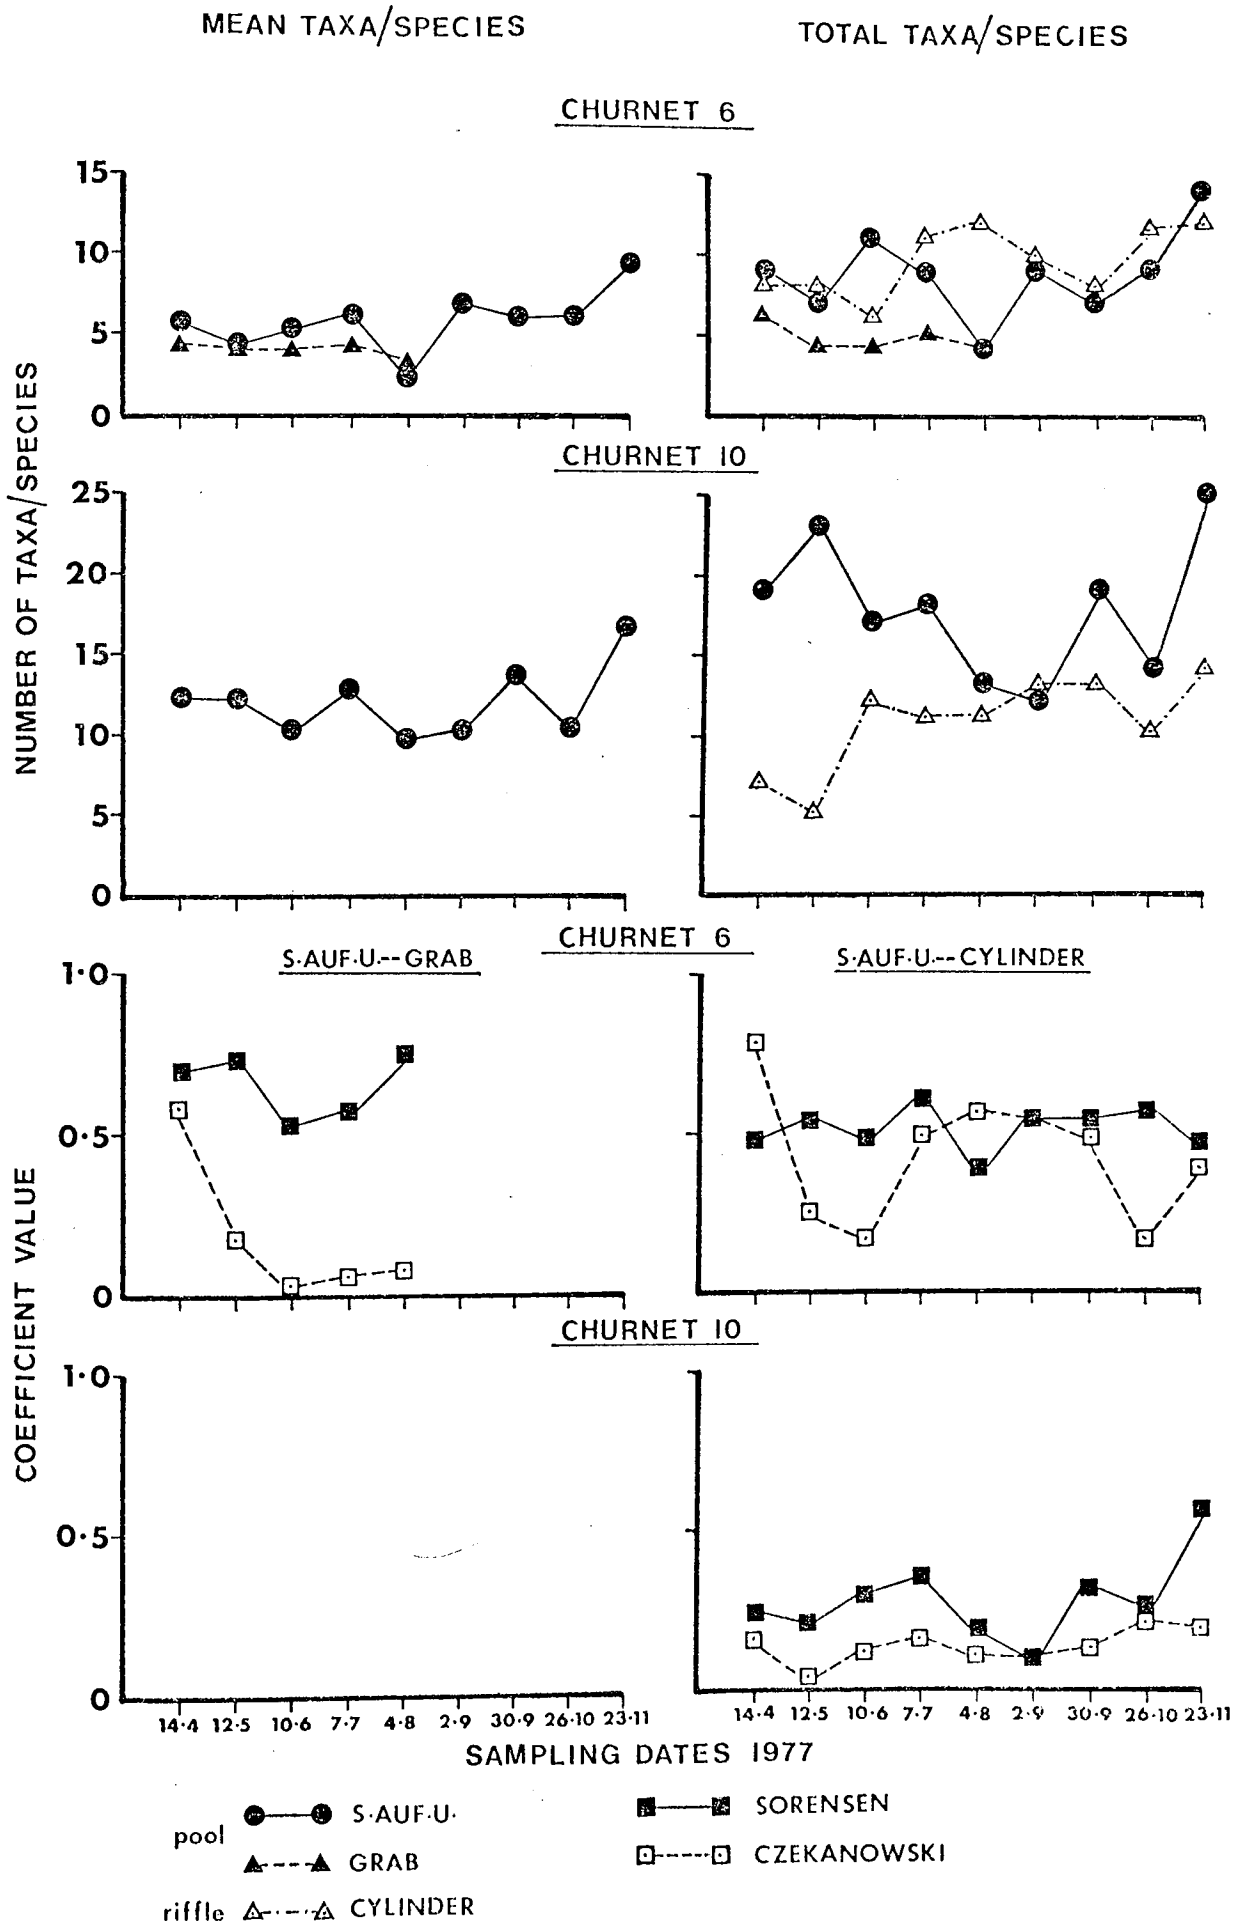 MEAN TAXA/SPECIES
TOTAL TAXA/SPECIES
CHURNET 6
NUMBER OF TAXA/SPECIES
15
10
5
0
CHURNET 10
25
20
15
10
5
0
CHURNET 6
S·AUF·U.--GRAB
S·AUF·U.--CYLINDER
COEFFICIENT VALUE
1·0
0·5
0
CHURNET 10
1·0
0·5
0
14·4 12·5 10·6 7·7 4·8 2·9 30·9 26·10 23·11
14·4 12·5 10·6 7·7 4·8 2·9 30·9 26·10 23·11
SAMPLING DATES 1977
pool
S·AUF·U·
GRAB
riffle CYLINDER
SORENSEN
CZEKANOWSKI